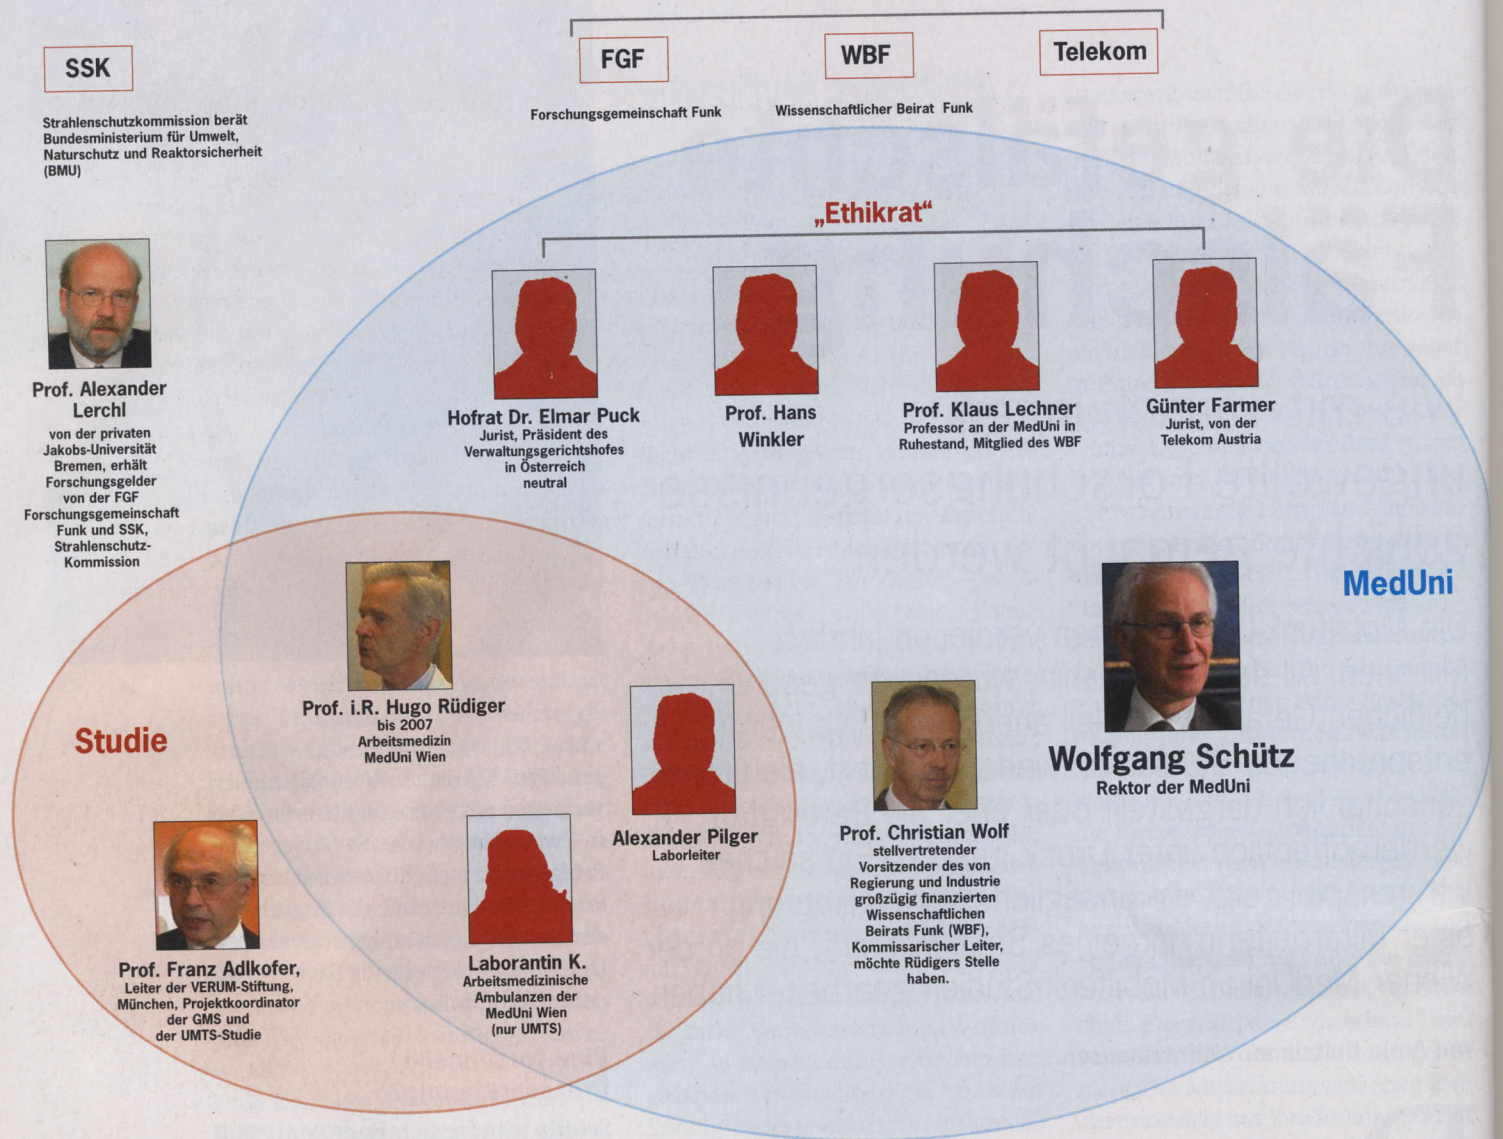 SSK
Strahlenschutzkommission berät
Bundesministerium für Umwelt,
Naturschutz und Reaktorsicherheit
(BMU)
FGF
Forschungsgemeinschaft Funk
WBF
Wissenschaftlicher Beirat Funk
Telekom
„Ethikrat“
Prof. Alexander
Lerchl
von der privaten
Jakobs-Universität
Bremen, erhält
Forschungsgelder
von der FGF
Forschungsgemeinschaft
Funk und SSK,
Strahlenschutz-
Kommission
Hofrat Dr. Elmar Puck
Jurist, Präsident des
Verwaltungsgerichtshofes
in Österreich
neutral
Prof. Hans
Winkler
Prof. Klaus Lechner
Professor an der MedUni in
Ruhestand, Mitglied des WBF
Günter Farmer
Jurist, von der
Telekom Austria
MedUni
Studie
Prof. i.R. Hugo Rüdiger
bis 2007
Arbeitsmedizin
MedUni Wien
Alexander Pilger
Laborleiter
Prof. Christian Wolf
stellvertretender
Vorsitzender des von
Regierung und Industrie
großzügig finanzierten
Wissenschaftlichen
Beirats Funk (WBF),
Kommissarischer Leiter,
möchte Rüdigers Stelle
haben.
Wolfgang Schütz
Rektor der MedUni
Prof. Franz Adlkofer,
Leiter der VERUM-Stiftung,
München, Projektkoordinator
der GMS und
der UMTS-Studie
Laborantin K.
Arbeitsmedizinische
Ambulanzen der
MedUni Wien
(nur UMTS)